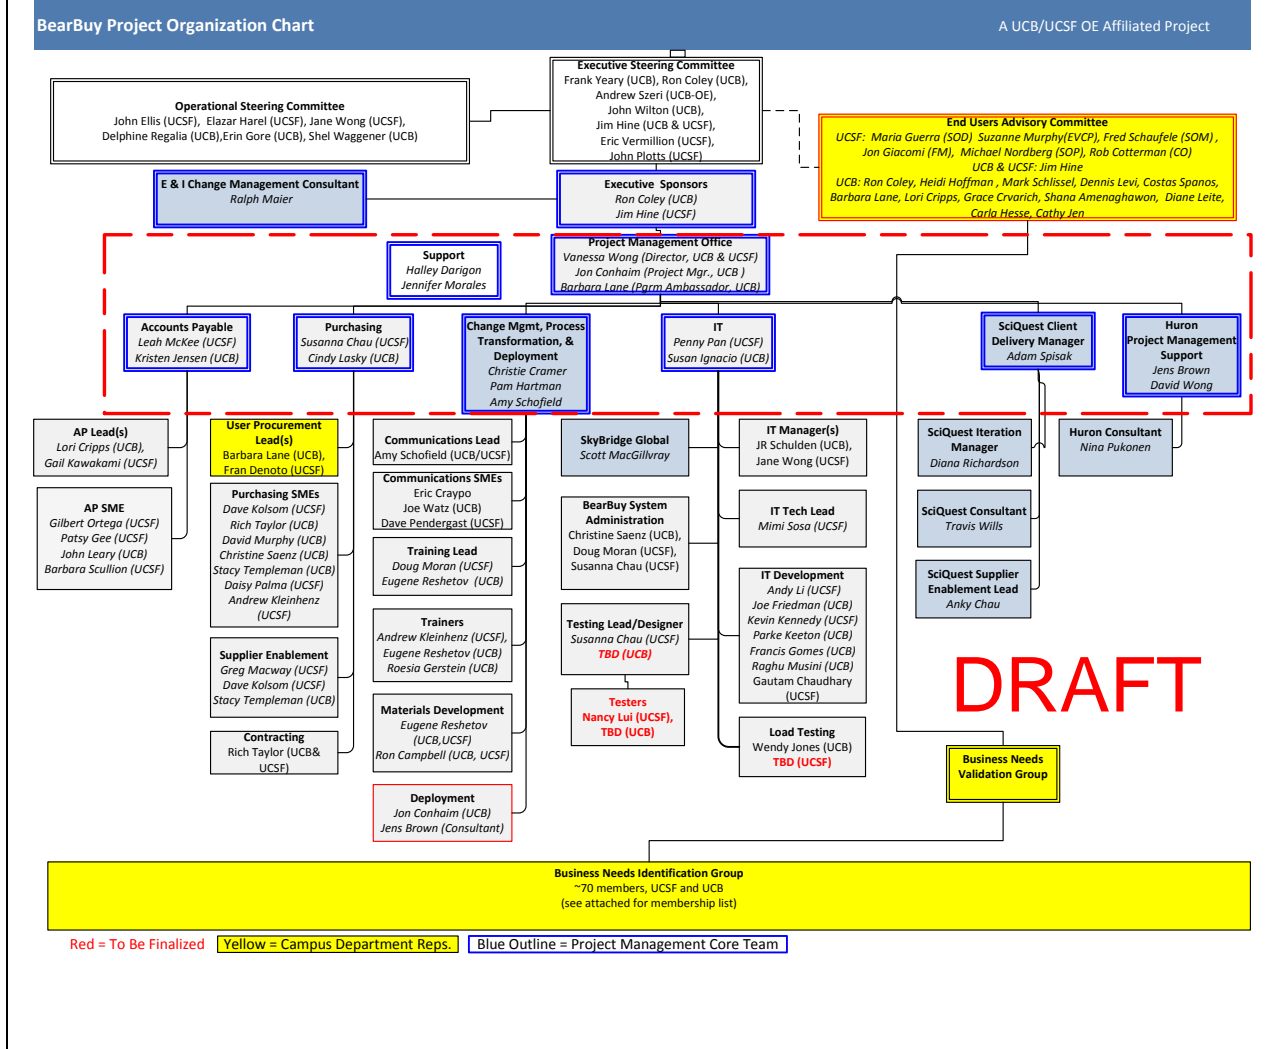 BearBuy Project Organization Chart
A UCB/UCSF OE Affiliated Project
Executive Steering Committee
Frank Yeary (UCB), Ron Coley (UCB),
Andrew Szeri (UCB-OE),
John Wilton (UCB),
Jim Hine (UCB & UCSF),
Eric Vermillion (UCSF),
John Plotts (UCSF)
Operational Steering Committee
John Ellis (UCSF),  Elazar Harel (UCSF), Jane Wong (UCSF),
Delphine Regalia (UCB),Erin Gore (UCB), Shel Waggener (UCB)
End Users Advisory Committee
UCSF:  Maria Guerra (SOD)  Suzanne Murphy(EVCP), Fred Schaufele (SOM) ,
Jon Giacomi (FM),  Michael Nordberg (SOP), Rob Cotterman (CO)
UCB & UCSF: Jim Hine
UCB: Ron Coley, Heidi Hoffman , Mark Schlissel, Dennis Levi, Costas Spanos,
Barbara Lane, Lori Cripps, Grace Crvarich, Shana Amenaghawon,  Diane Leite,
Carla Hesse, Cathy Jen
E & I Change Management Consultant
Ralph Maier
Executive  Sponsors
Ron Coley (UCB)
Jim Hine (UCSF)
Support
Halley Darigon
Jennifer Morales
Project Management Office
Vanessa Wong (Director, UCB & UCSF)
Jon Conhaim (Project Mgr., UCB )
Barbara Lane (Pgrm Ambassador, UCB)
Accounts Payable
Leah McKee (UCSF)
Kristen Jensen (UCB)
Purchasing
Susanna Chau (UCSF)
Cindy Lasky (UCB)
Change Mgmt, Process
Transformation, &
Deployment
Christie Cramer
Pam Hartman
Amy Schofield
IT
Penny Pan (UCSF)
Susan Ignacio (UCB)
SciQuest Client
Delivery Manager
Adam Spisak
Huron
Project Management
Support
Jens Brown
David Wong
AP Lead(s)
Lori Cripps (UCB),
Gail Kawakami (UCSF)
AP SME
Gilbert Ortega (UCSF)
Patsy Gee (UCSF)
John Leary (UCB)
Barbara Scullion (UCSF)
User Procurement
Lead(s)
Barbara Lane (UCB),
Fran Denoto (UCSF)
Purchasing SMEs
Dave Kolsom (UCSF)
Rich Taylor (UCB)
David Murphy (UCB)
Christine Saenz (UCB)
Stacy Templeman (UCB)
Daisy Palma (UCSF)
Andrew Kleinhenz
(UCSF)
Supplier Enablement
Greg Macway (UCSF)
Dave Kolsom (UCSF)
Stacy Templeman (UCB)
Contracting
Rich Taylor (UCB&
UCSF)
Communications Lead
Amy Schofield (UCB/UCSF)
Communications SMEs
Eric Craypo
Joe Watz (UCB)
Dave Pendergast (UCSF)
Training Lead
Doug Moran (UCSF)
Eugene Reshetov  (UCB)
Trainers
Andrew Kleinhenz (UCSF),
Eugene Reshetov (UCB)
Roesia Gerstein (UCB)
Materials Development
Eugene Reshetov
(UCB,UCSF)
Ron Campbell (UCB, UCSF)
Deployment
Jon Conhaim (UCB)
Jens Brown (Consultant)
SkyBridge Global
Scott MacGillvray
BearBuy System
Administration
Christine Saenz (UCB),
Doug Moran (UCSF),
Susanna Chau (UCSF)
Testing Lead/Designer
Susanna Chau (UCSF)
TBD (UCB)
Testers
Nancy Lui (UCSF),
TBD (UCB)
IT Manager(s)
JR Schulden (UCB),
Jane Wong (UCSF)
IT Tech Lead
Mimi Sosa (UCSF)
IT Development
Andy Li (UCSF)
Joe Friedman (UCB)
Kevin Kennedy (UCSF)
Parke Keeton (UCB)
Francis Gomes (UCB)
Raghu Musini (UCB)
Gautam Chaudhary
(UCSF)
Load Testing
Wendy Jones (UCB)
TBD (UCSF)
SciQuest Iteration
Manager
Diana Richardson
SciQuest Consultant
Travis Wills
SciQuest Supplier
Enablement Lead
Anky Chau
Huron Consultant
Nina Pukonen
DRAFT
Business Needs
Validation Group
Business Needs Identification Group
~70 members, UCSF and UCB
(see attached for membership list)
Red = To Be Finalized
Yellow = Campus Department Reps.
Blue Outline = Project Management Core Team